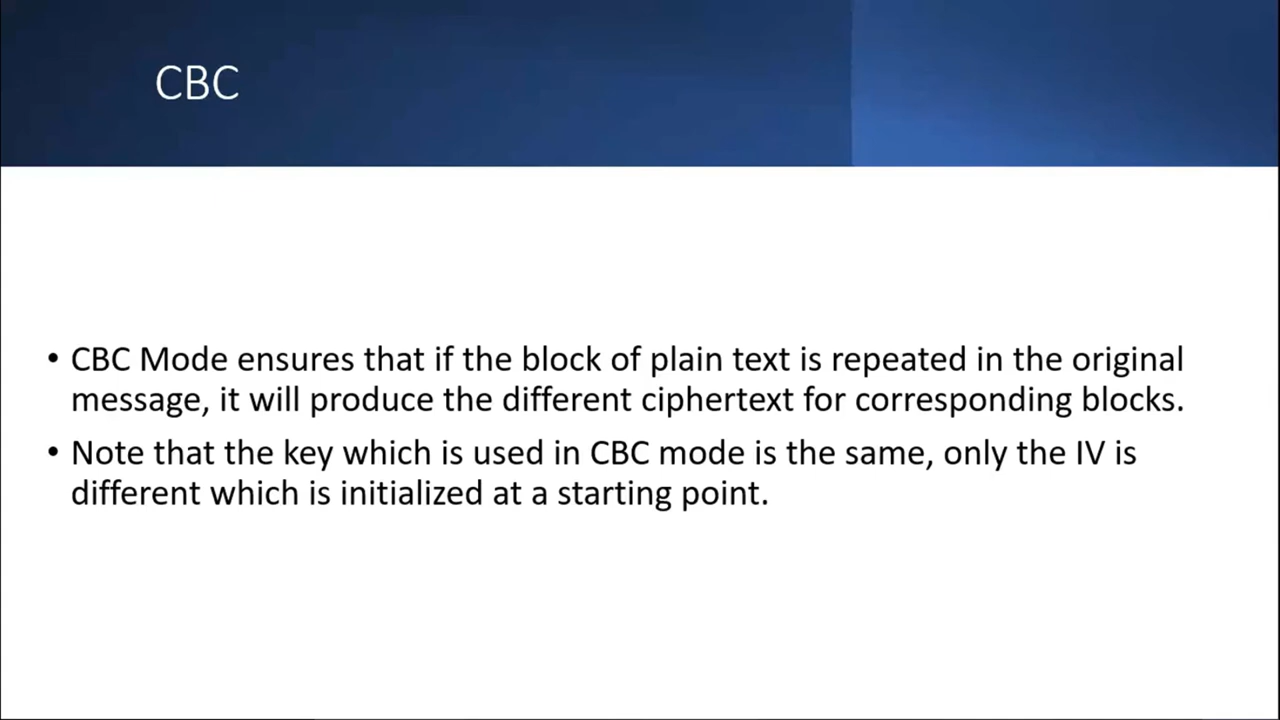 CBC
• CBC Mode ensures that if the block of plain text is repeated in the original
message, it will produce the different ciphertext for corresponding blocks.
• Note that the key which is used in CBC mode is the same, only the IV is
different which is initialized at a starting point.